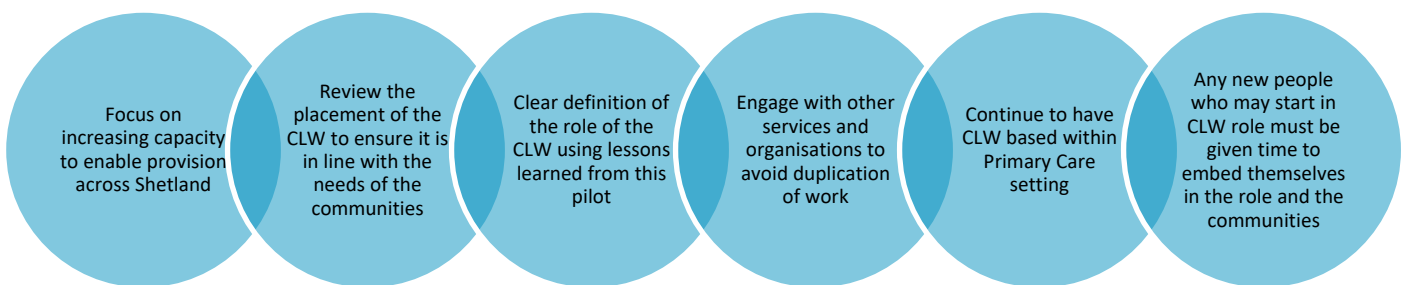 Focus on
increasing capacity
to enable provision
across Shetland
Review the
placement of the
CLW to ensure it is
in line with the
needs of the
communities
Clear definition of
the role of the
CLW using lessons
learned from this
pilot
Engage with other
services and
organisations to
avoid duplication
of work
Continue to have
CLW based within
Primary Care
setting
Any new people
who may start in
CLW role must be
given time to
embed themselves
in the role and the
communities